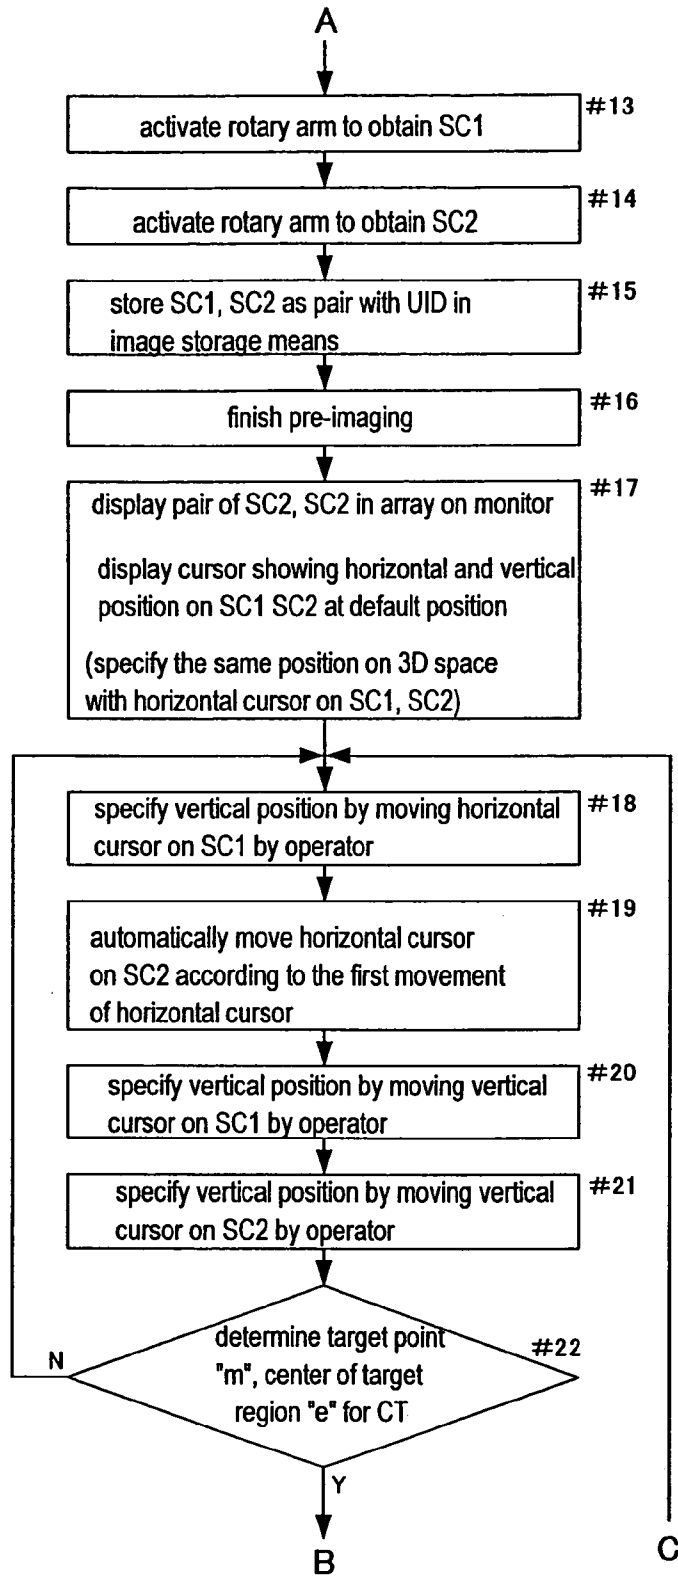 A
#13
activate rotary arm to obtain SC1
#14
activate rotary arm to obtain SC2
#15
store SC1, SC2 as pair with UID in
image storage means
#16
finish pre-imaging
#17
display pair of SC2, SC2 in array on monitor
display cursor showing horizontal and vertical
position on SC1 SC2 at default position
(specify the same position on 3D space
with horizontal cursor on SC1, SC2)
#18
specify vertical position by moving horizontal
cursor on SC1 by operator
#19
automatically move horizontal cursor
on SC2 according to the first movement
of horizontal cursor
#20
specify vertical position by moving vertical
cursor on SC1 by operator
#21
specify vertical position by moving vertical
cursor on SC2 by operator
#22
determine target point
"m", center of target
region "e" for CT
N
Y
B
C